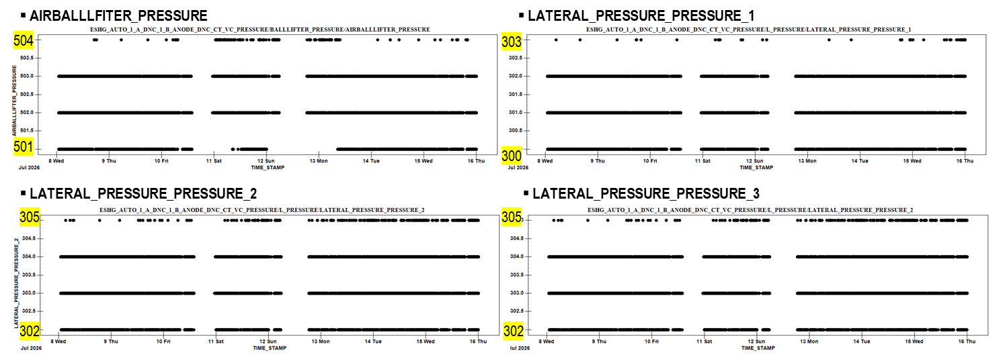 ▪ AIRBALLLFITER_PRESSURE
ESHG_AUTO_1_A_DNC_1_B_ANODE_DNC_CT_VC_PRESSURE/BALLLIFTER_PRESSURE/AIRBALLLIFTER_PRESSURE
AIRBALLLIFTER_PRESSURE
504
503.5
503.0
502.5
502.0
501.5
501
8 Wed 9 Thu 10 Fri 11 Sat 12 Sun 13 Mon 14 Tue 15 Wed 16 Thu
Jul 2026 TIME_STAMP
▪ LATERAL_PRESSURE_PRESSURE_1
ESHG_AUTO_1_A_DNC_1_B_ANODE_DNC_CT_VC_PRESSURE/L_PRESSURE/LATERAL_PRESSURE_PRESSURE_1
303
302.5
302.0
301.5
301.0
300.5
300
8 Wed 9 Thu 10 Fri 11 Sat 12 Sun 13 Mon 14 Tue 15 Wed 16 Thu
Jul 2026 TIME_STAMP
▪ LATERAL_PRESSURE_PRESSURE_2
ESHG_AUTO_1_A_DNC_1_B_ANODE_DNC_CT_VC_PRESSURE/L_PRESSURE/LATERAL_PRESSURE_PRESSURE_2
LATERAL_PRESSURE_PRESSURE_2
305
304.5
304.0
303.5
303.0
302.5
302
8 Wed 9 Thu 10 Fri 11 Sat 12 Sun 13 Mon 14 Tue 15 Wed 16 Thu
Jul 2026 TIME_STAMP
▪ LATERAL_PRESSURE_PRESSURE_3
ESHG_AUTO_1_A_DNC_1_B_ANODE_DNC_CT_VC_PRESSURE/L_PRESSURE/LATERAL_PRESSURE_PRESSURE_2
305
304.5
304.0
303.5
303.0
302.5
302
8 Wed 9 Thu 10 Fri 11 Sat 12 Sun 13 Mon 14 Tue 15 Wed 16 Thu
Jul 2026 TIME_STAMP